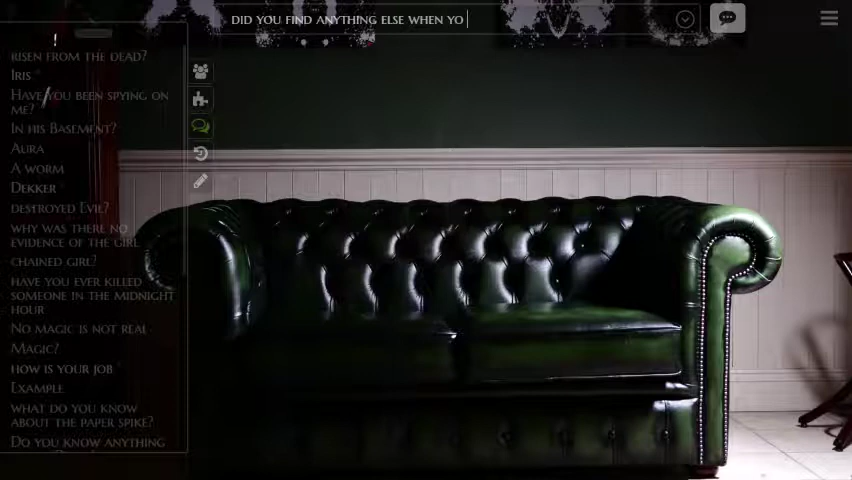 DID YOU FIND ANYTHING ELSE WHEN YO
RISEN FROM THE DEAD?
IRIS
HAVE YOU BEEN SPYING ON
ME?
IN HIS BASEMENT?
AURA
A WORM
DEKKER
DESTROYED EVIL?
WHY WAS THERE NO
EVIDENCE OF THE GIRL
CHAINED GIRL?
HAVE YOU EVER KILLED
SOMEONE IN THE MIDNIGHT
HOUR
NO MAGIC IS NOT REAL
MAGIC?
HOW IS YOUR JOB
EXAMPLE
WHAT DO YOU KNOW
ABOUT THE PAPER SPIKE?
DO YOU KNOW ANYTHING